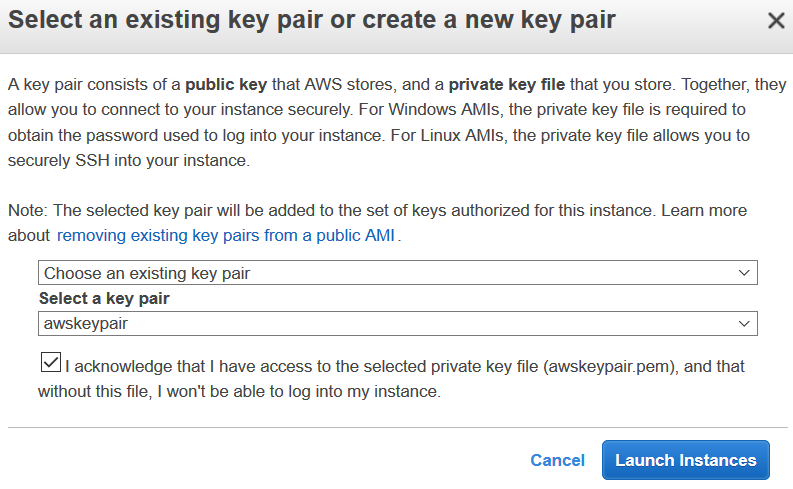 Select an existing key pair or create a new key pair
A key pair consists of a public key that AWS stores, and a private key file that you store. Together, they
allow you to connect to your instance securely. For Windows AMIs, the private key file is required to
obtain the password used to log into your instance. For Linux AMIs, the private key file allows you to
securely SSH into your instance.
Note: The selected key pair will be added to the set of keys authorized for this instance. Learn more
about removing existing key pairs from a public AMI .
Choose an existing key pair
Select a key pair
awskeypair
I acknowledge that I have access to the selected private key file (awskeypair.pem), and that
without this file, I won't be able to log into my instance.
Cancel Launch Instances